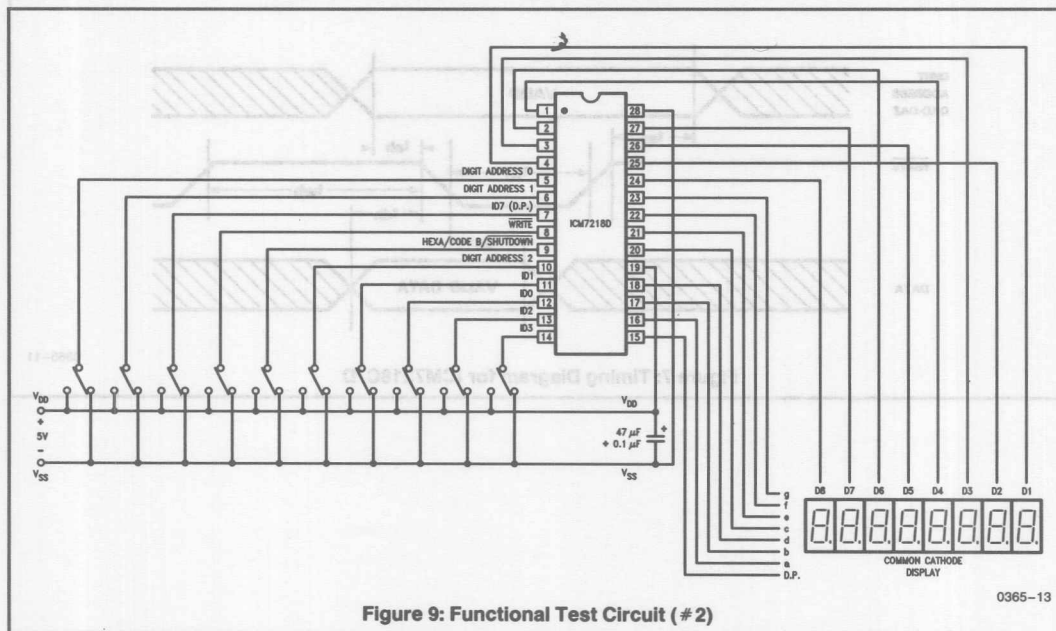 1
2
3
4
DIGIT ADDRESS 0
5
DIGIT ADDRESS 1
6
ID7 (D.P.)
7
WRITE
8
HEXA/CODE B/SHUTDOWN
9
DIGIT ADDRESS 2
10
ID1
11
ID0
12
ID2
13
ID3
14
ICM7218D
28
27
26
25
24
23
22
21
20
19
18
17
16
15
VDD
+
5V
−
VSS
VDD
47 µF
+
+ 0.1 µF
VSS
g
f
e
c
d
b
a
D.P.
D8 D7 D6 D5 D4 D3 D2 D1
COMMON CATHODE
DISPLAY
0365–13
Figure 9: Functional Test Circuit (#2)